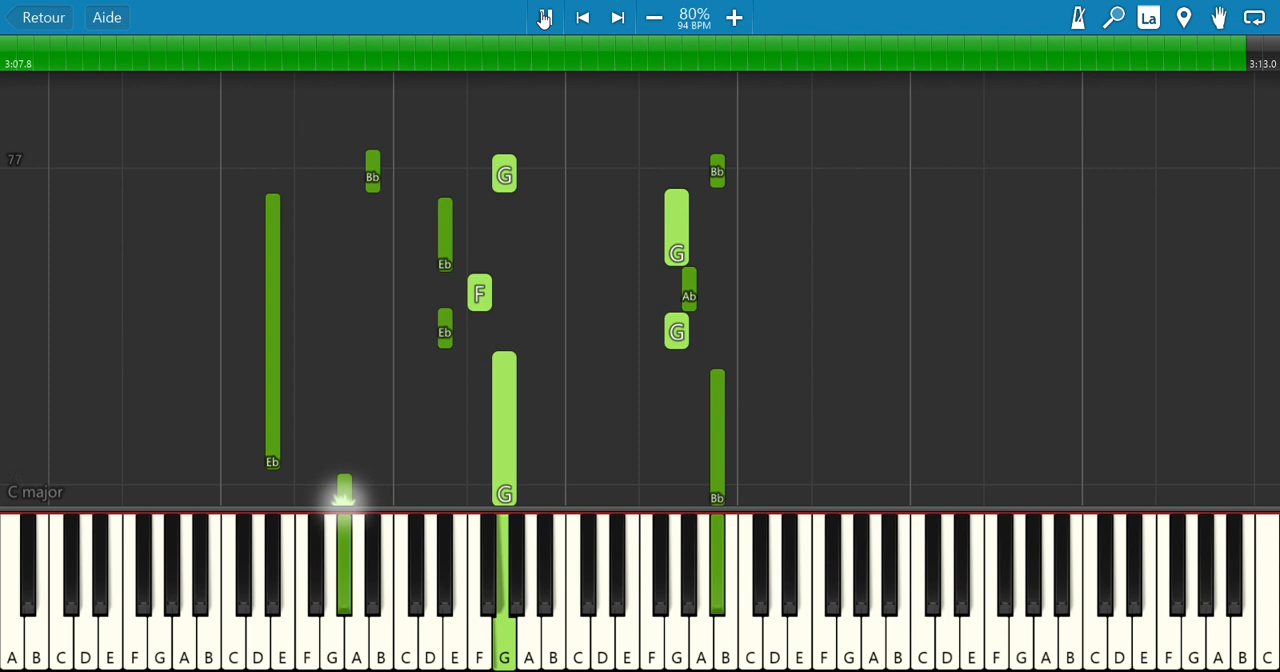 Retour Aide 80% La
94 BPM
3:07.8 3:13.0
77
Bb G Bb
Eb G
F Ab
Eb G
Eb
C major G Bb
A B C D E F G A B C D E F G A B C D E F G A B C D E F G A B C D E F G A B C D E F G A B C D E F G A B C